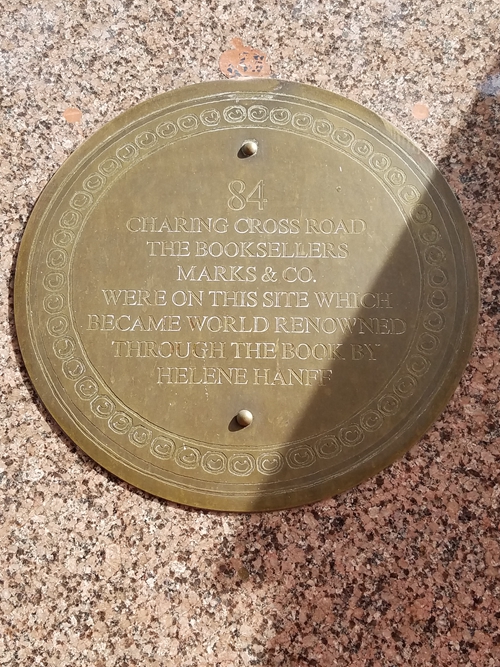 84
CHARING CROSS ROAD
THE BOOKSELLERS
MARKS & CO.
WERE ON THIS SITE WHICH
BECAME WORLD RENOWNED
THROUGH THE BOOK BY
HELENE HANFF